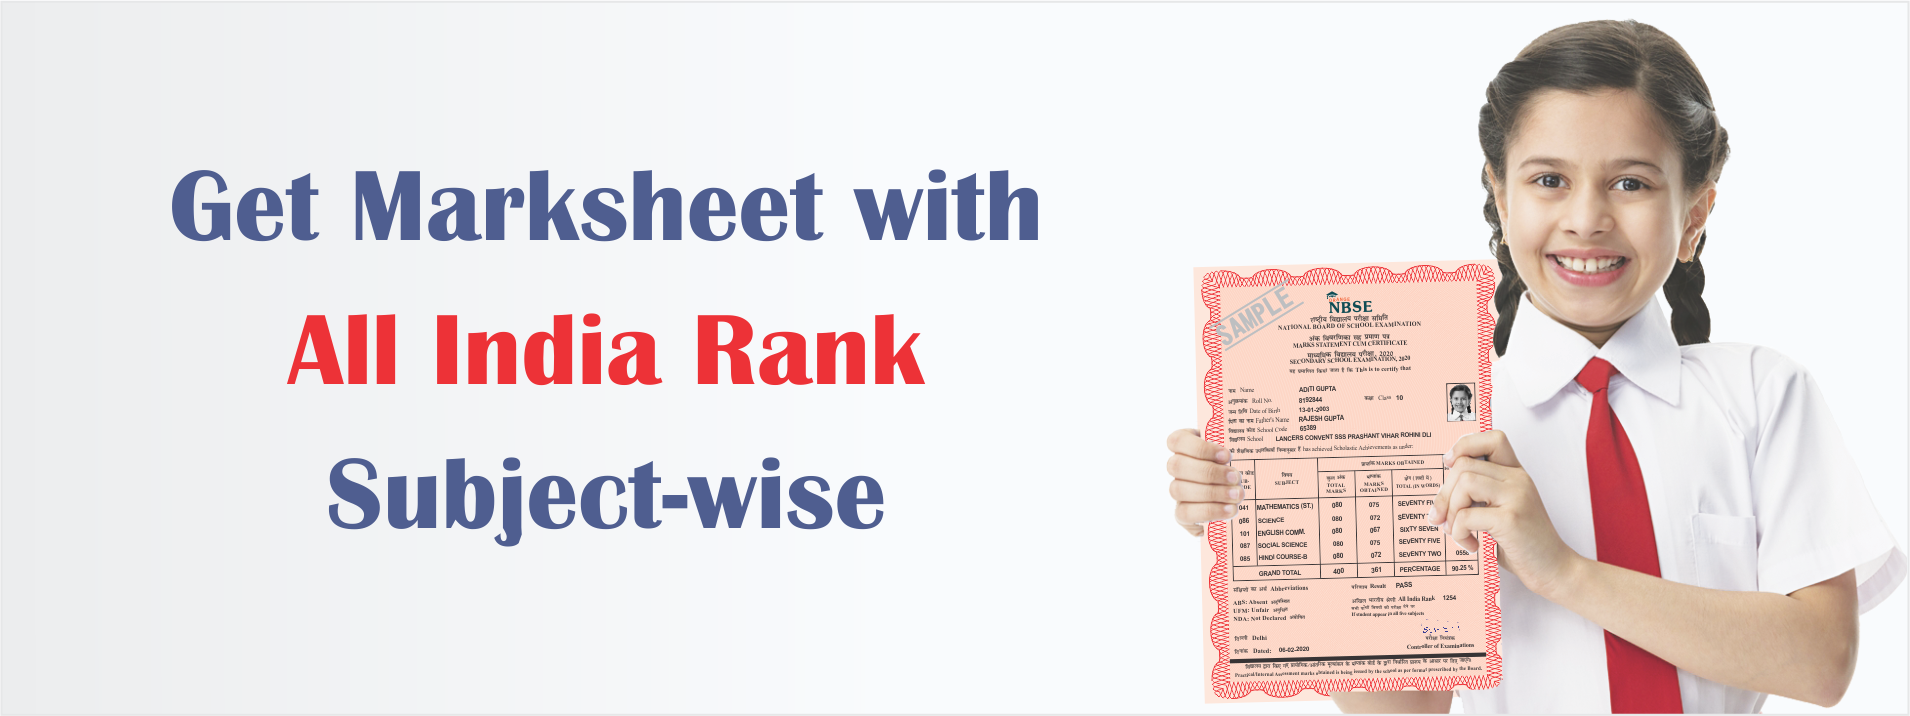 Get Marksheet with
All India Rank
Subject-wise
SAMPLE
NBSE
राष्ट्रीय विद्यालय परीक्षा समिति
NATIONAL BOARD OF SCHOOL EXAMINATION
अंक विवरणिका सह प्रमाण पत्र
MARKS STATEMENT CUM CERTIFICATE
माध्यमिक विद्यालय परीक्षा, 2020
SECONDARY SCHOOL EXAMINATION, 2020
यह प्रमाणित किया जाता है कि This is to certify that
नाम Name ADITI GUPTA
अनुक्रमांक Roll No. 8192844 कक्षा Class 10
जन्म तिथि Date of Birth 13-01-2003
पिता का नाम Father's Name RAJESH GUPTA
विद्यालय कोड School Code 65389
विद्यालय School LANCERS CONVENT SSS PRASHANT VIHAR ROHINI DLI
की शैक्षणिक उपलब्धियां निम्नानुसार हैं has achieved Scholastic Achievements as under:
प्राप्तांक MARKS OBTAINED
विषय SUBJECT कुल अंक TOTAL MARKS प्राप्तांक MARKS OBTAINED योग (शब्दों में) TOTAL (IN WORDS)
041 MATHEMATICS (ST.) 080 075 SEVENTY
086 SCIENCE 080 072 SEVENTY
101 ENGLISH COMM. 080 067 SIXTY SEVEN
087 SOCIAL SCIENCE 080 075 SEVENTY FIVE
085 HINDI COURSE-B 080 072 SEVENTY TWO
GRAND TOTAL 400 361 PERCENTAGE 90.25 %
Abbreviations परिणाम Result PASS
ABS: Absent अनुपस्थित अखिल भारतीय श्रेणी All India Rank 1254
UFM: Unfair अनुचित
NDA: Not Declared If student appear in all five subjects
दिल्ली Delhi परीक्षा नियंत्रक
दिनांक Dated: 06-02-2020 Controller of Examinations
Practical/Internal Assessment marks obtained is being issued by the school as per format prescribed by the Board.